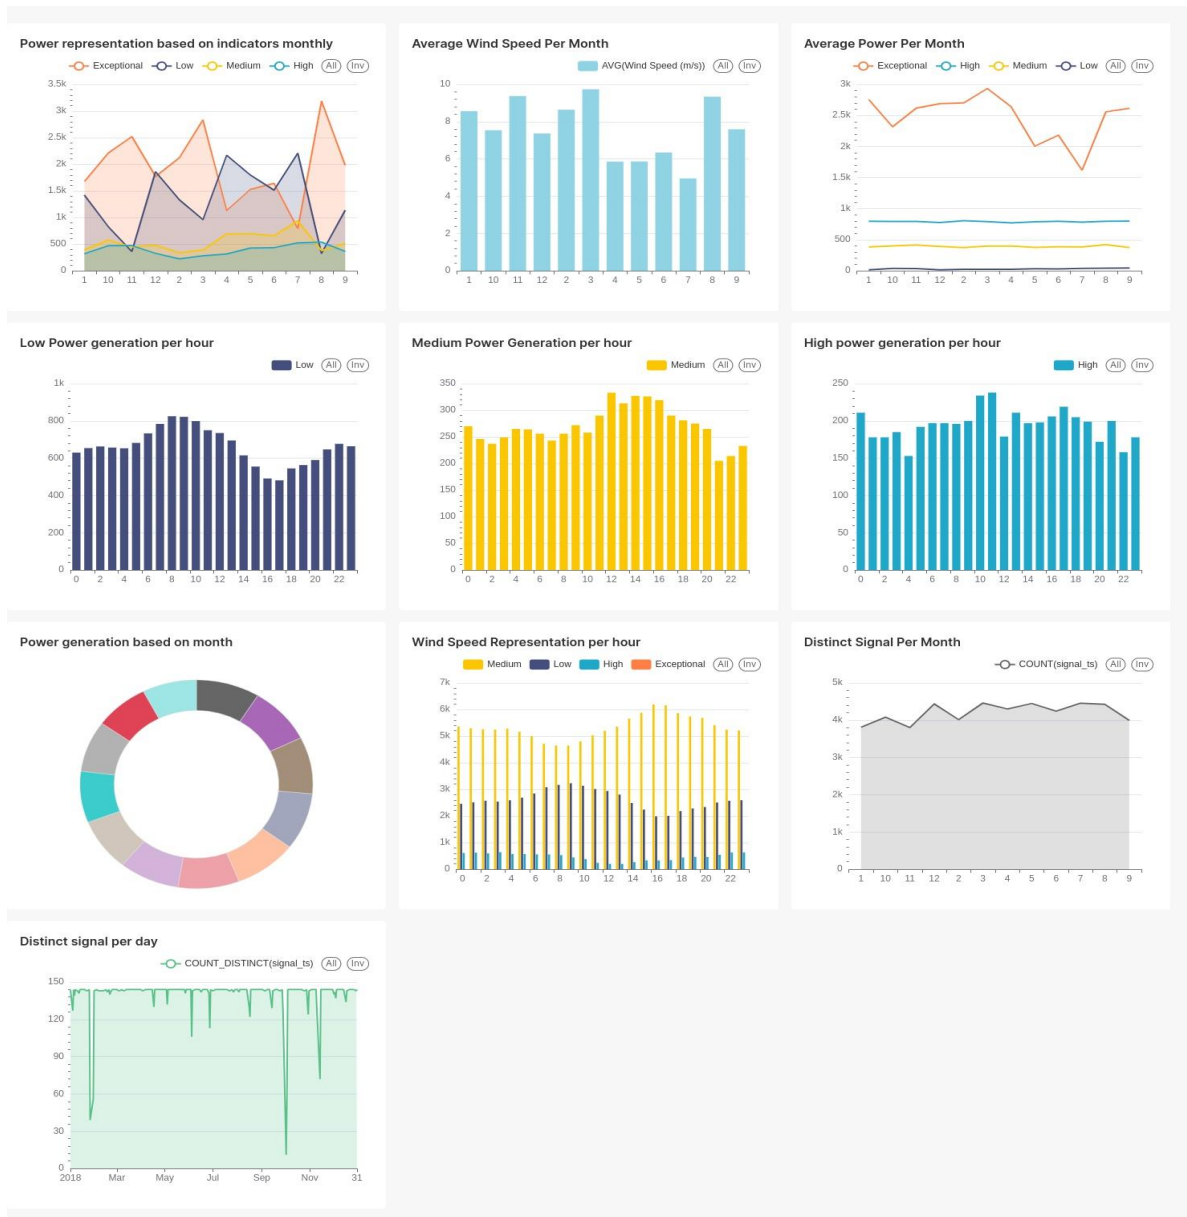 Power representation based on indicators monthly
Exceptional Low Medium High All Inv
3.5k
3k
2.5k
2k
1.5k
1k
500
0
1 10 11 12 2 3 4 5 6 7 8 9
Average Wind Speed Per Month
AVG(Wind Speed (m/s)) All Inv
10
8
6
4
2
0
1 10 11 12 2 3 4 5 6 7 8 9
Average Power Per Month
Exceptional High Medium Low All Inv
3k
2.5k
2k
1.5k
1k
500
0
1 10 11 12 2 3 4 5 6 7 8 9
Low Power generation per hour
Low All Inv
1k
800
600
400
200
0
0 2 4 6 8 10 12 14 16 18 20 22
Medium Power Generation per hour
Medium All Inv
350
300
250
200
150
100
50
0
0 2 4 6 8 10 12 14 16 18 20 22
High power generation per hour
High All Inv
250
200
150
100
50
0
0 2 4 6 8 10 12 14 16 18 20 22
Power generation based on month
Wind Speed Representation per hour
Medium Low High Exceptional All Inv
7k
6k
5k
4k
3k
2k
1k
0
0 2 4 6 8 10 12 14 16 18 20 22
Distinct Signal Per Month
COUNT(signal_ts) All Inv
5k
4k
3k
2k
1k
0
1 10 11 12 2 3 4 5 6 7 8 9
Distinct signal per day
COUNT_DISTINCT(signal_ts) All Inv
150
120
90
60
30
0
2018 Mar May Jul Sep Nov 31